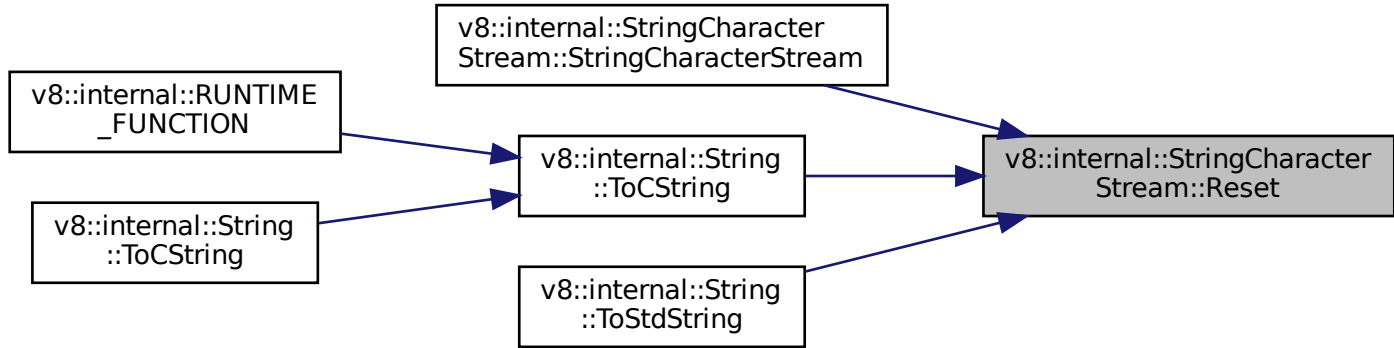 v8::internal::StringCharacter
Stream::StringCharacterStream
v8::internal::RUNTIME
_FUNCTION
v8::internal::String
::ToCString
v8::internal::StringCharacter
Stream::Reset
v8::internal::String
::ToCString
v8::internal::String
::ToStdString